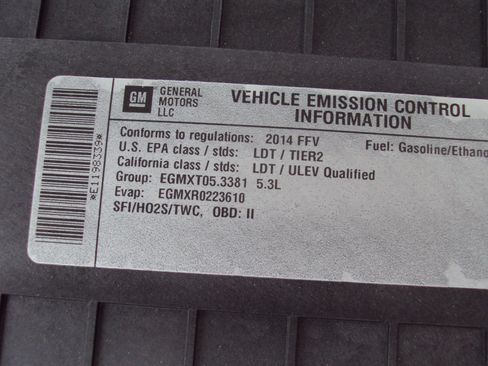 *E1198339*
GM GENERAL MOTORS LLC
VEHICLE EMISSION CONTROL
INFORMATION
Conforms to regulations: 2014 FFV Fuel: Gasoline/Ethano
U.S. EPA class / stds: LDT / TIER2
California class / stds: LDT / ULEV Qualified
Group: EGMXT05.3381 5.3L
Evap: EGMXR0223610
SFI/HO2S/TWC, OBD: II